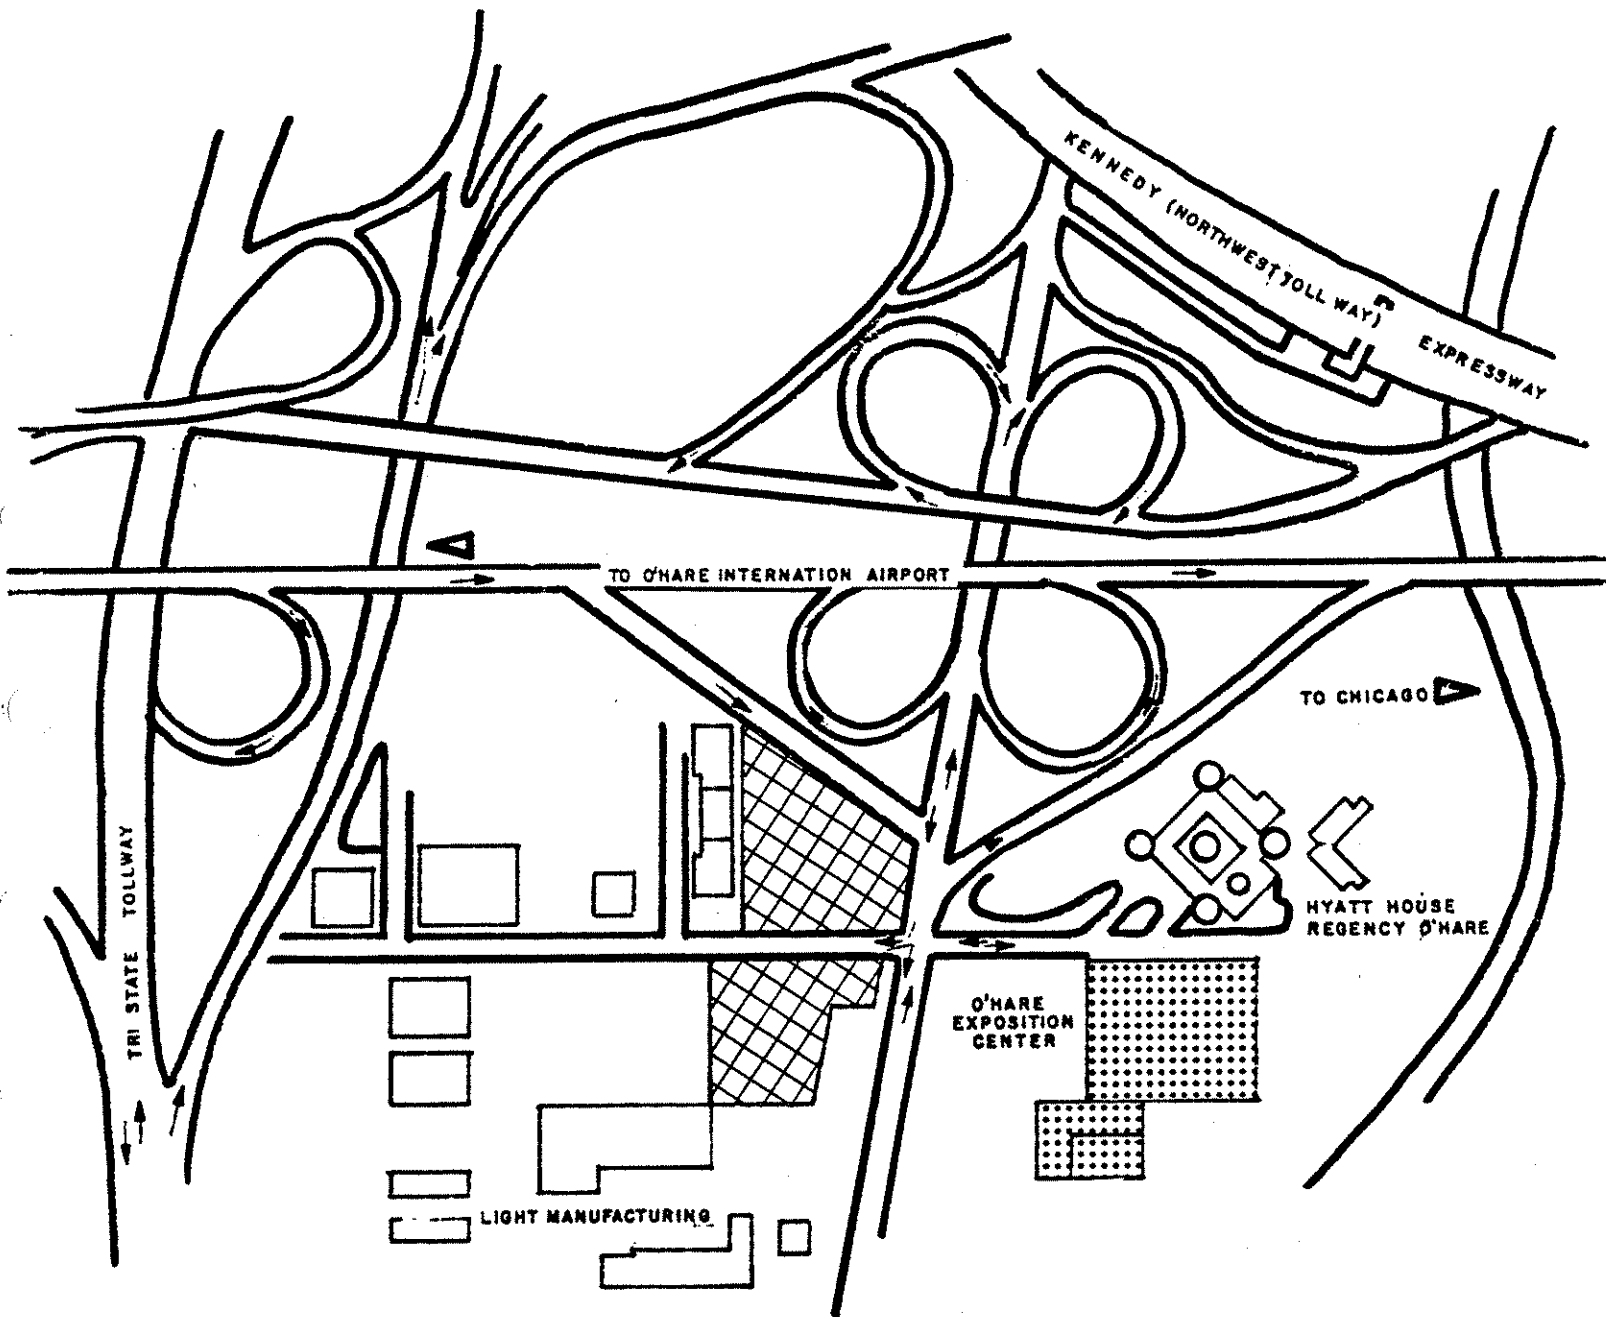 KENNEDY (NORTHWEST TOLL WAY) EXPRESSWAY
TO O'HARE INTERNATION AIRPORT
TO CHICAGO
TRI STATE TOLLWAY
HYATT HOUSE
REGENCY O'HARE
O'HARE
EXPOSITION
CENTER
LIGHT MANUFACTURING